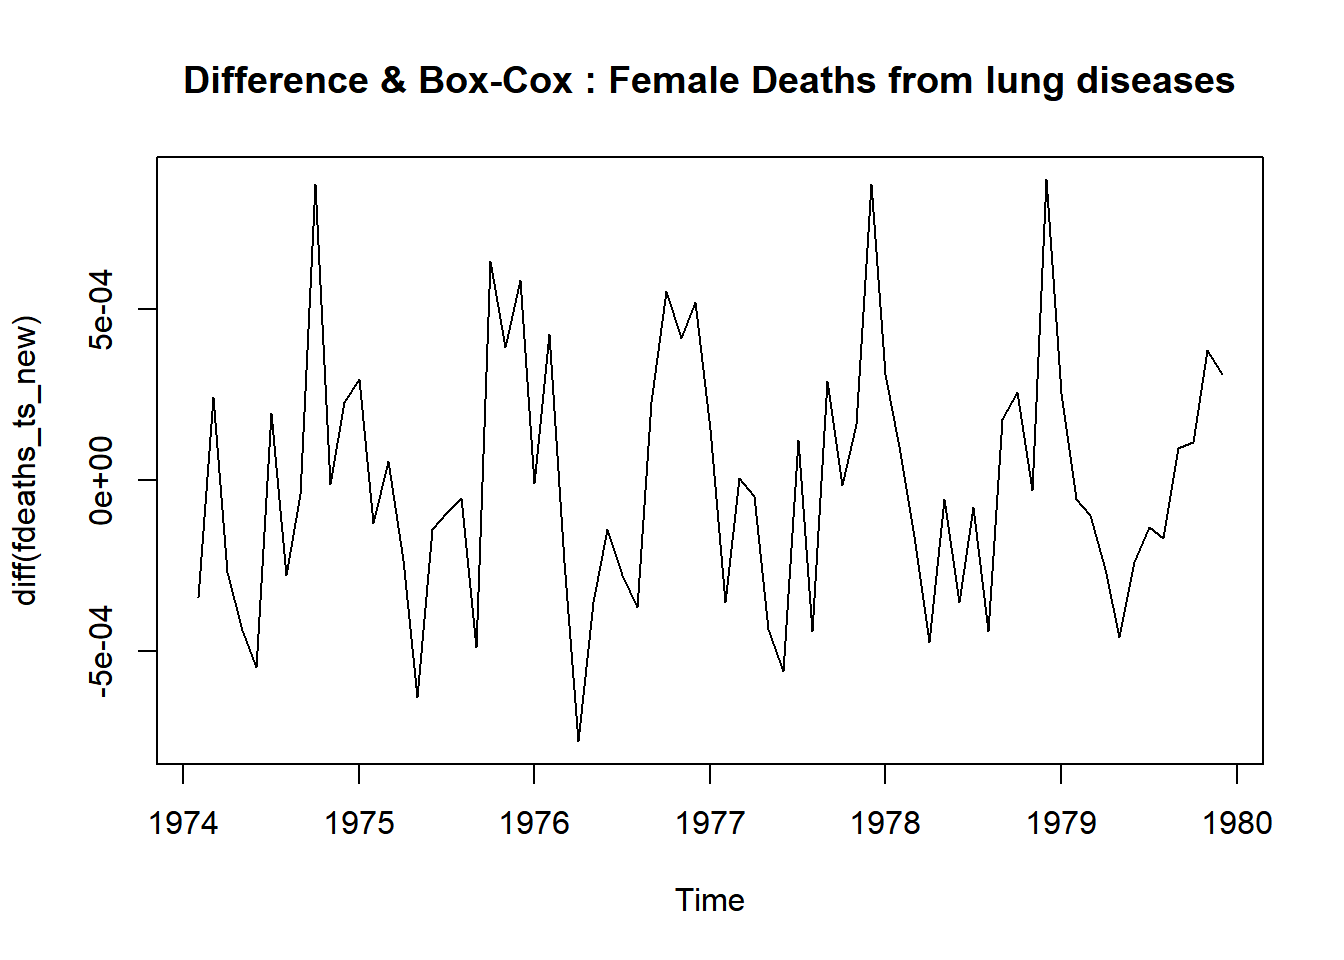 Difference & Box-Cox : Female Deaths from lung diseases
diff(fdeaths_ts_new)
5e-04
0e+00
-5e-04
1974 1975 1976 1977 1978 1979 1980
Time